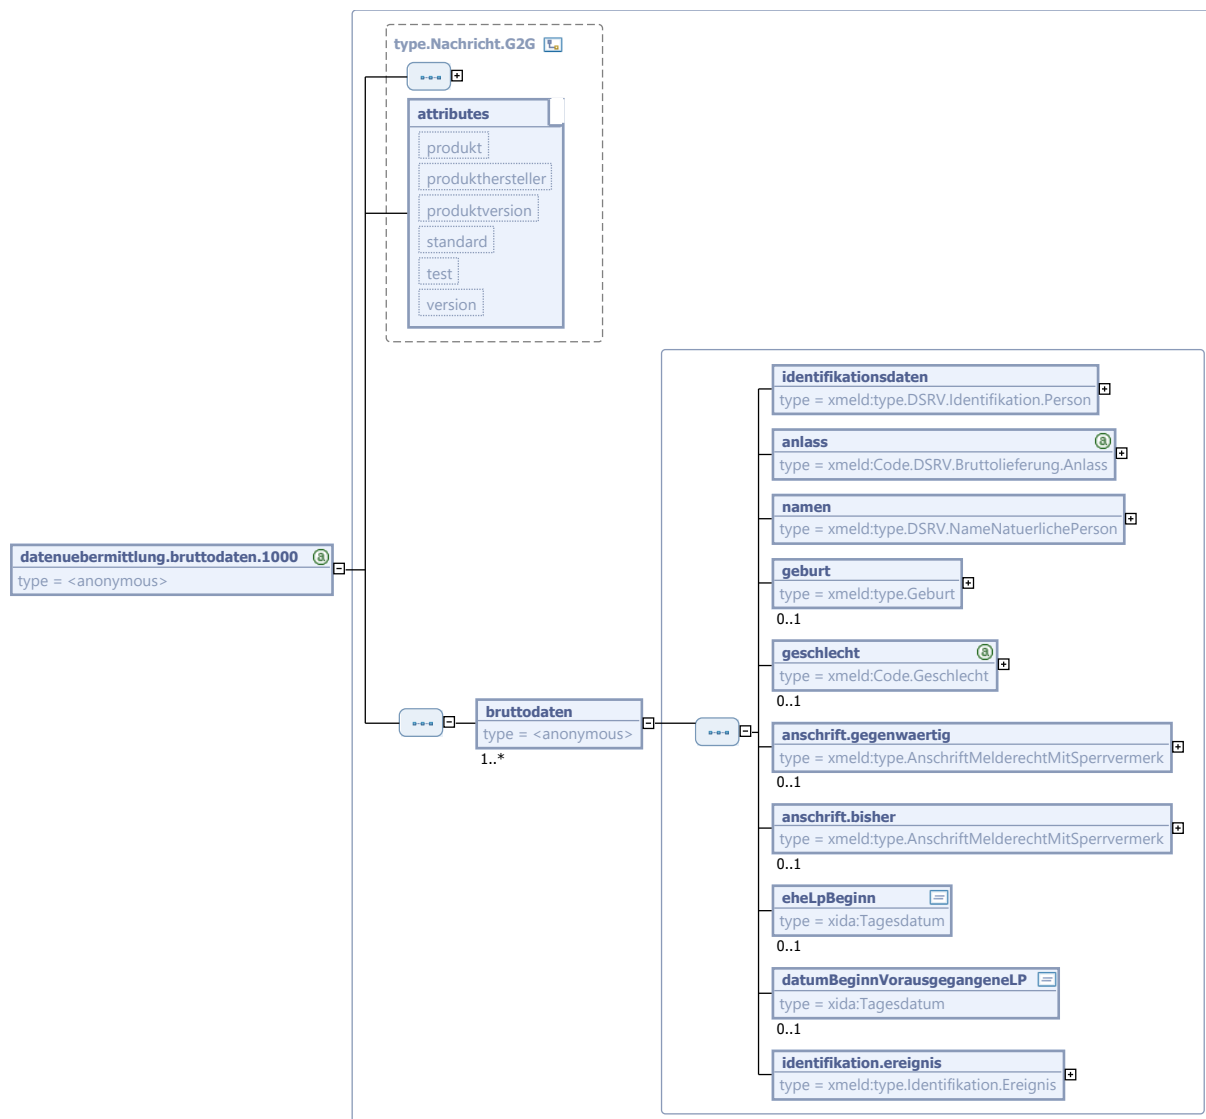 type.Nachricht.G2G
attributes
produkt
produkthersteller
produktversion
standard
test
version
datenuebermittlung.bruttodaten.1000 a
type = <anonymous>
bruttodaten
type = <anonymous>
1..*
identifikationsdaten
type = xmeld:type.DSRV.Identifikation.Person
anlass a
type = xmeld:Code.DSRV.Bruttolieferung.Anlass
namen
type = xmeld:type.DSRV.NameNatuerlichePerson
geburt
type = xmeld:type.Geburt
0..1
geschlecht a
type = xmeld:Code.Geschlecht
0..1
anschrift.gegenwaertig
type = xmeld:type.AnschriftMelderechtMitSperrvermerk
0..1
anschrift.bisher
type = xmeld:type.AnschriftMelderechtMitSperrvermerk
0..1
eheLpBeginn
type = xida:Tagesdatum
0..1
datumBeginnVorausgegangeneLP
type = xida:Tagesdatum
0..1
identifikation.ereignis
type = xmeld:type.Identifikation.Ereignis